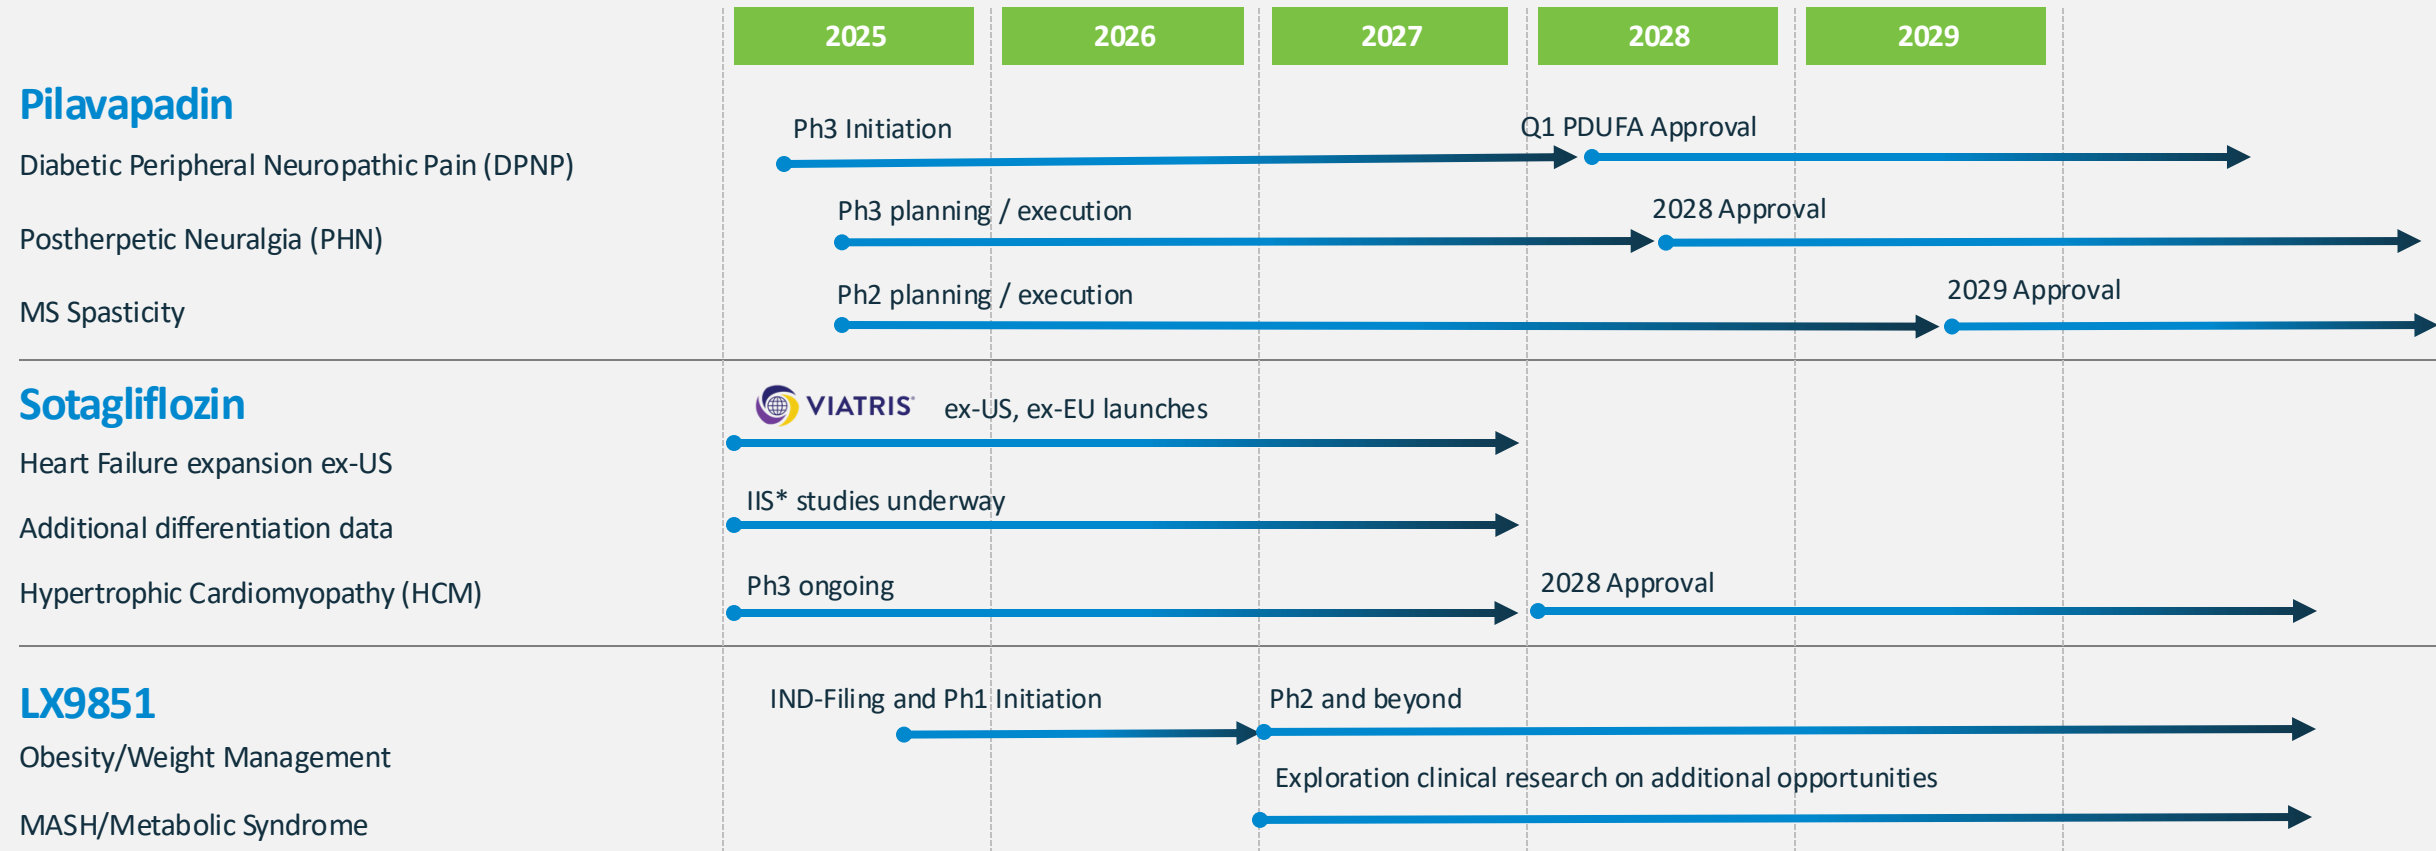 2025 2026 2027 2028 2029
Pilavapadin
Ph3 Initiation Q1 PDUFA Approval
Diabetic Peripheral Neuropathic Pain (DPNP)
Ph3 planning / execution 2028 Approval
Postherpetic Neuralgia (PHN)
Ph2 planning / execution 2029 Approval
MS Spasticity
Sotagliflozin
VIATRIS ex-US, ex-EU launches
Heart Failure expansion ex-US
IIS* studies underway
Additional differentiation data
Ph3 ongoing 2028 Approval
Hypertrophic Cardiomyopathy (HCM)
LX9851
IND-Filing and Ph1 Initiation Ph2 and beyond
Obesity/Weight Management
Exploration clinical research on additional opportunities
MASH/Metabolic Syndrome